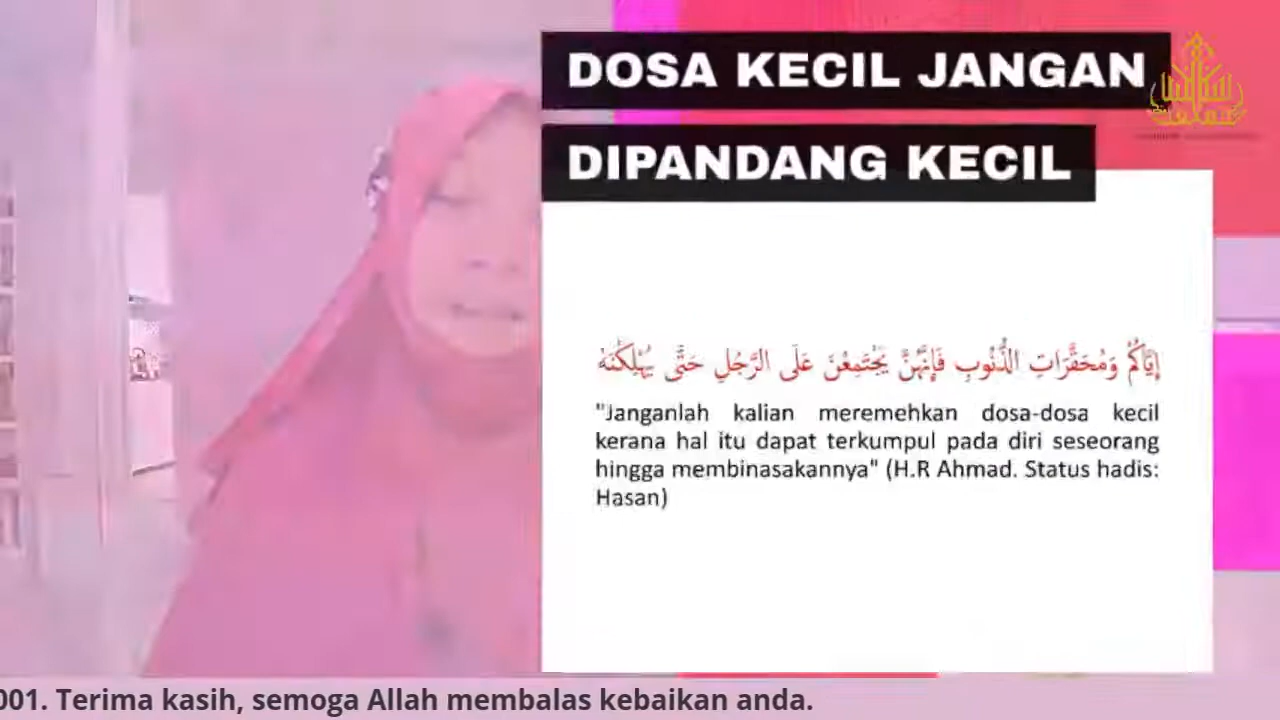 DOSA KECIL JANGAN
DIPANDANG KECIL
إِيَّاكُمْ وَمُحَقَّرَاتِ الذُّنُوبِ فَإِنَّهُنَّ يَجْتَمِعْنَ عَلَى الرَّجُلِ حَتَّى يُهْلِكْنَهُ
"Janganlah kalian meremehkan dosa-dosa kecil
kerana hal itu dapat terkumpul pada diri seseorang
hingga membinasakannya" (H.R Ahmad. Status hadis:
Hasan)
001. Terima kasih, semoga Allah membalas kebaikan anda.